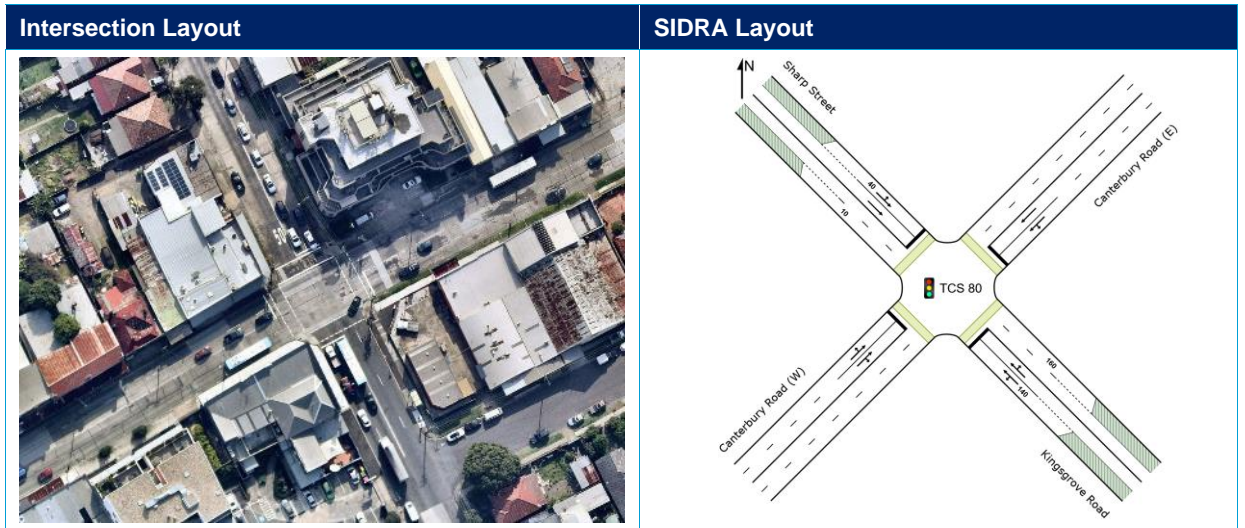 Intersection Layout
SIDRA Layout
N
Sharp Street
Canterbury Road (E)
40
10
TCS 80
Canterbury Road (W)
160
140
Kingsgrove Road